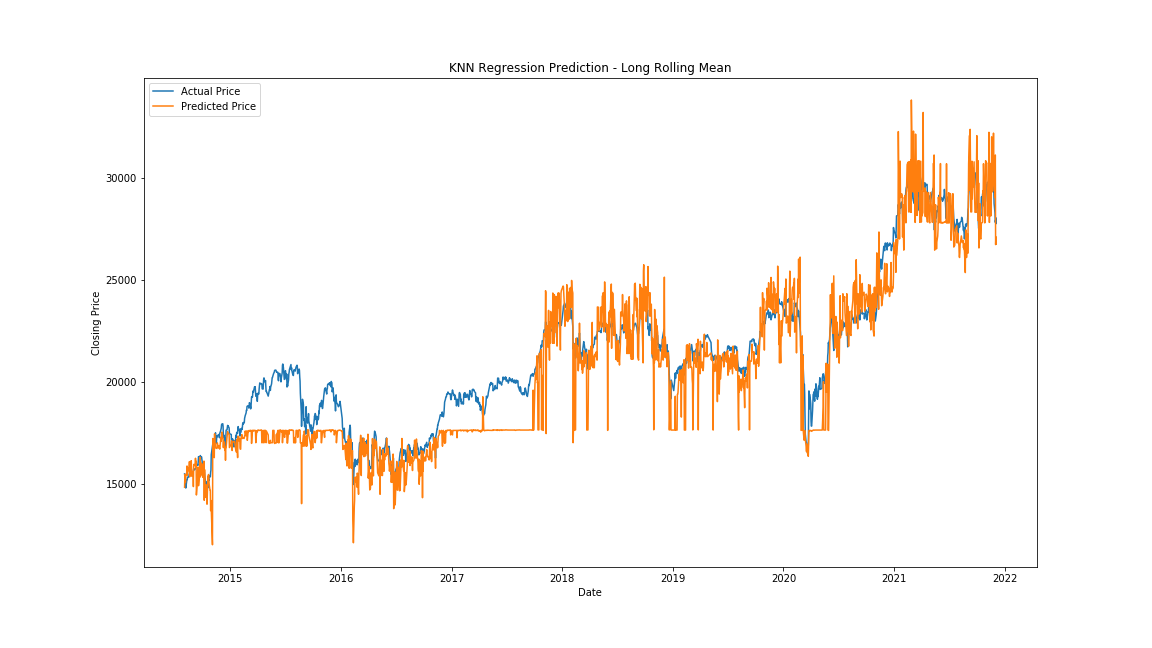 KNN Regression Prediction - Long Rolling Mean
Actual Price
Predicted Price
30000
25000
20000
15000
Closing Price
2015 2016 2017 2018 2019 2020 2021 2022
Date